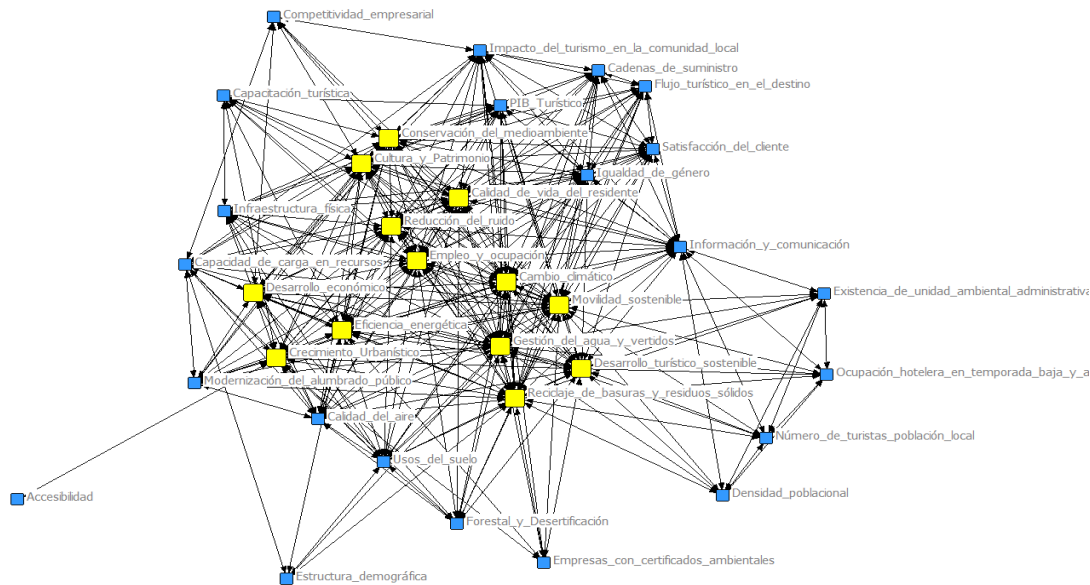 Competitividad_empresarial
Impacto_del_turismo_en_la_comunidad_local
Cadenas_de_suministro
Flujo_turístico_en_el_destino
Capacitación_turística
PIB_Turístico
Conservación_del_medioambiente
Satisfacción_del_cliente
Cultura_y_Patrimonio
Igualdad_de_género
Calidad_de_vida_del_residente
Infraestructura_física
Reducción_del_ruido
Información_y_comunicación
Capacidad_de_carga_en_recursos
Empleo_y_ocupación
Cambio_climático
Desarrollo_económico
Movilidad_sostenible
Existencia_de_unidad_ambiental_administrativa
Eficiencia_energética
Gestión_del_agua_y_vertidos
Crecimiento_Urbanístico
Desarrollo_turístico_sostenible
Ocupación_hotelera_en_temporada_baja_y_a
Modernización_del_alumbrado_público
Reciclaje_de_basuras_y_residuos_sólidos
Calidad_del_aire
Número_de_turistas_población_local
Usos_del_suelo
Accesibilidad
Densidad_poblacional
Forestal_y_Desertificación
Empresas_con_certificados_ambientales
Estructura_demográfica